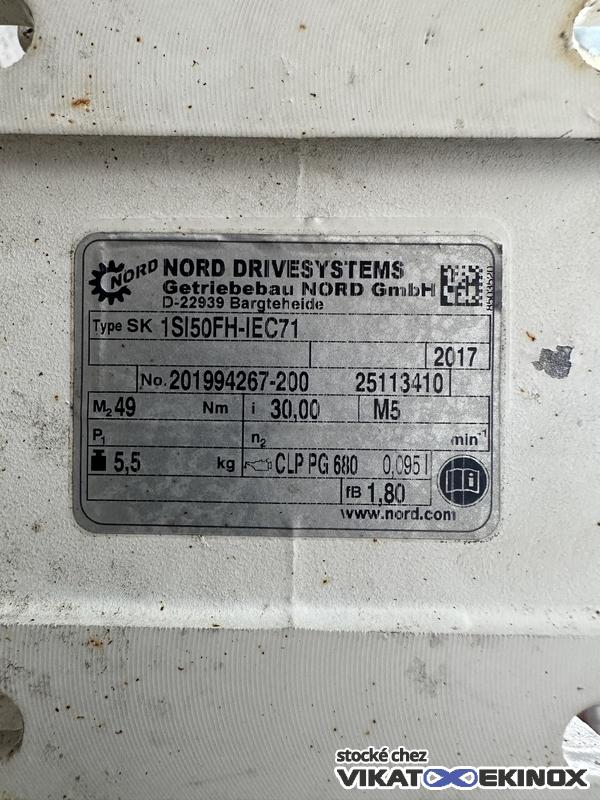 NORD
NORD DRIVESYSTEMS
Getriebebau NORD GmbH
D-22939 Bargteheide
Type SK 1SI50FH-IEC71
2017
No. 201994267-200 25113410
M2 49 Nm i 30,00 M5
P1 n2 min-1
5,5 kg CLP PG 680 0,095 l
fB 1,80
www.nord.com
stocké chez
VIKAT EKINOX